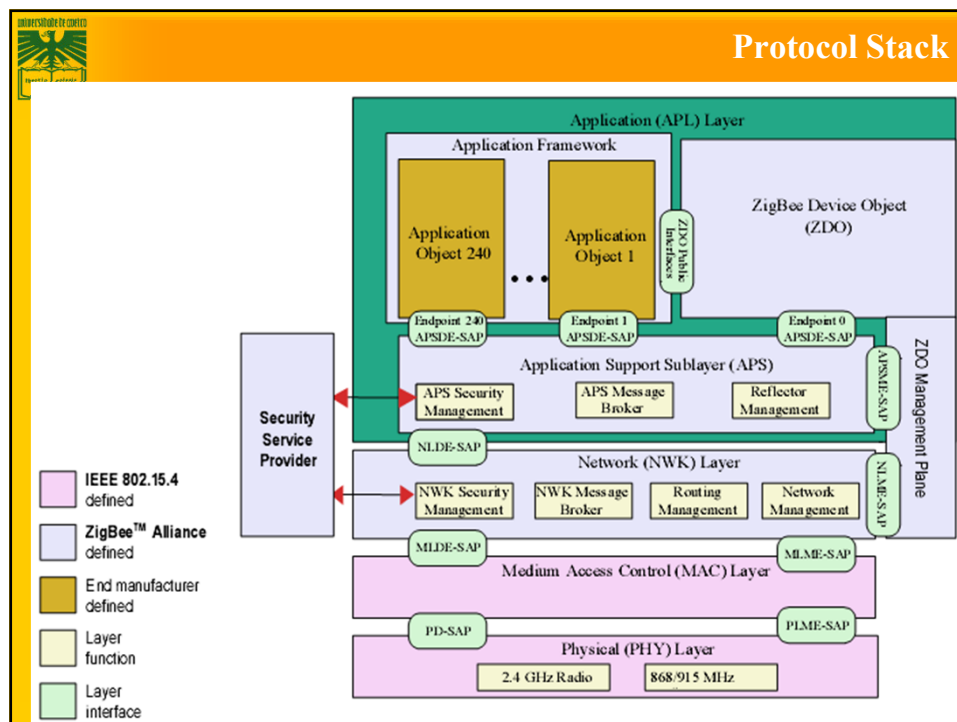 universidade de aveiro
Protocol Stack
Application (APL) Layer
Application Framework
ZigBee Device Object
(ZDO)
Application
Object 240
Application
Object 1
ZDO Public
Interfaces
Endpoint 240
APSDE-SAP
Endpoint 1
APSDE-SAP
Endpoint 0
APSDE-SAP
Application Support Sublayer (APS)
APS Security
Management
APS Message
Broker
Reflector
Management
APSME-SAP
ZDO Management Plane
Security
Service
Provider
NLDE-SAP
Network (NWK) Layer
NWK Security
Management
NWK Message
Broker
Routing
Management
Network
Management
NLME-SAP
MLDE-SAP
MLME-SAP
Medium Access Control (MAC) Layer
PD-SAP
PLME-SAP
Physical (PHY) Layer
2.4 GHz Radio
868/915 MHz
IEEE 802.15.4
defined
ZigBee™ Alliance
defined
End manufacturer
defined
Layer
function
Layer
interface